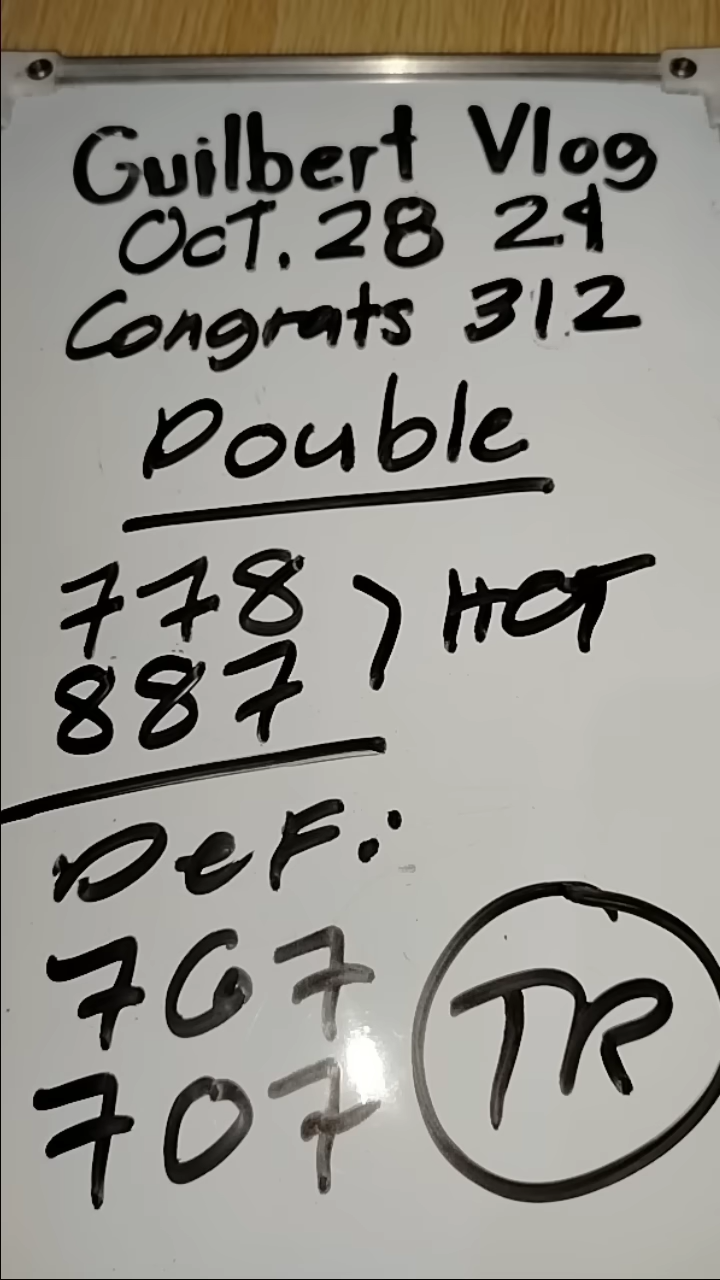 Guilbert Vlog
Oct. 28 24
Congrats 312
Double
778
887
HOT
DeF.:
767
707
TR